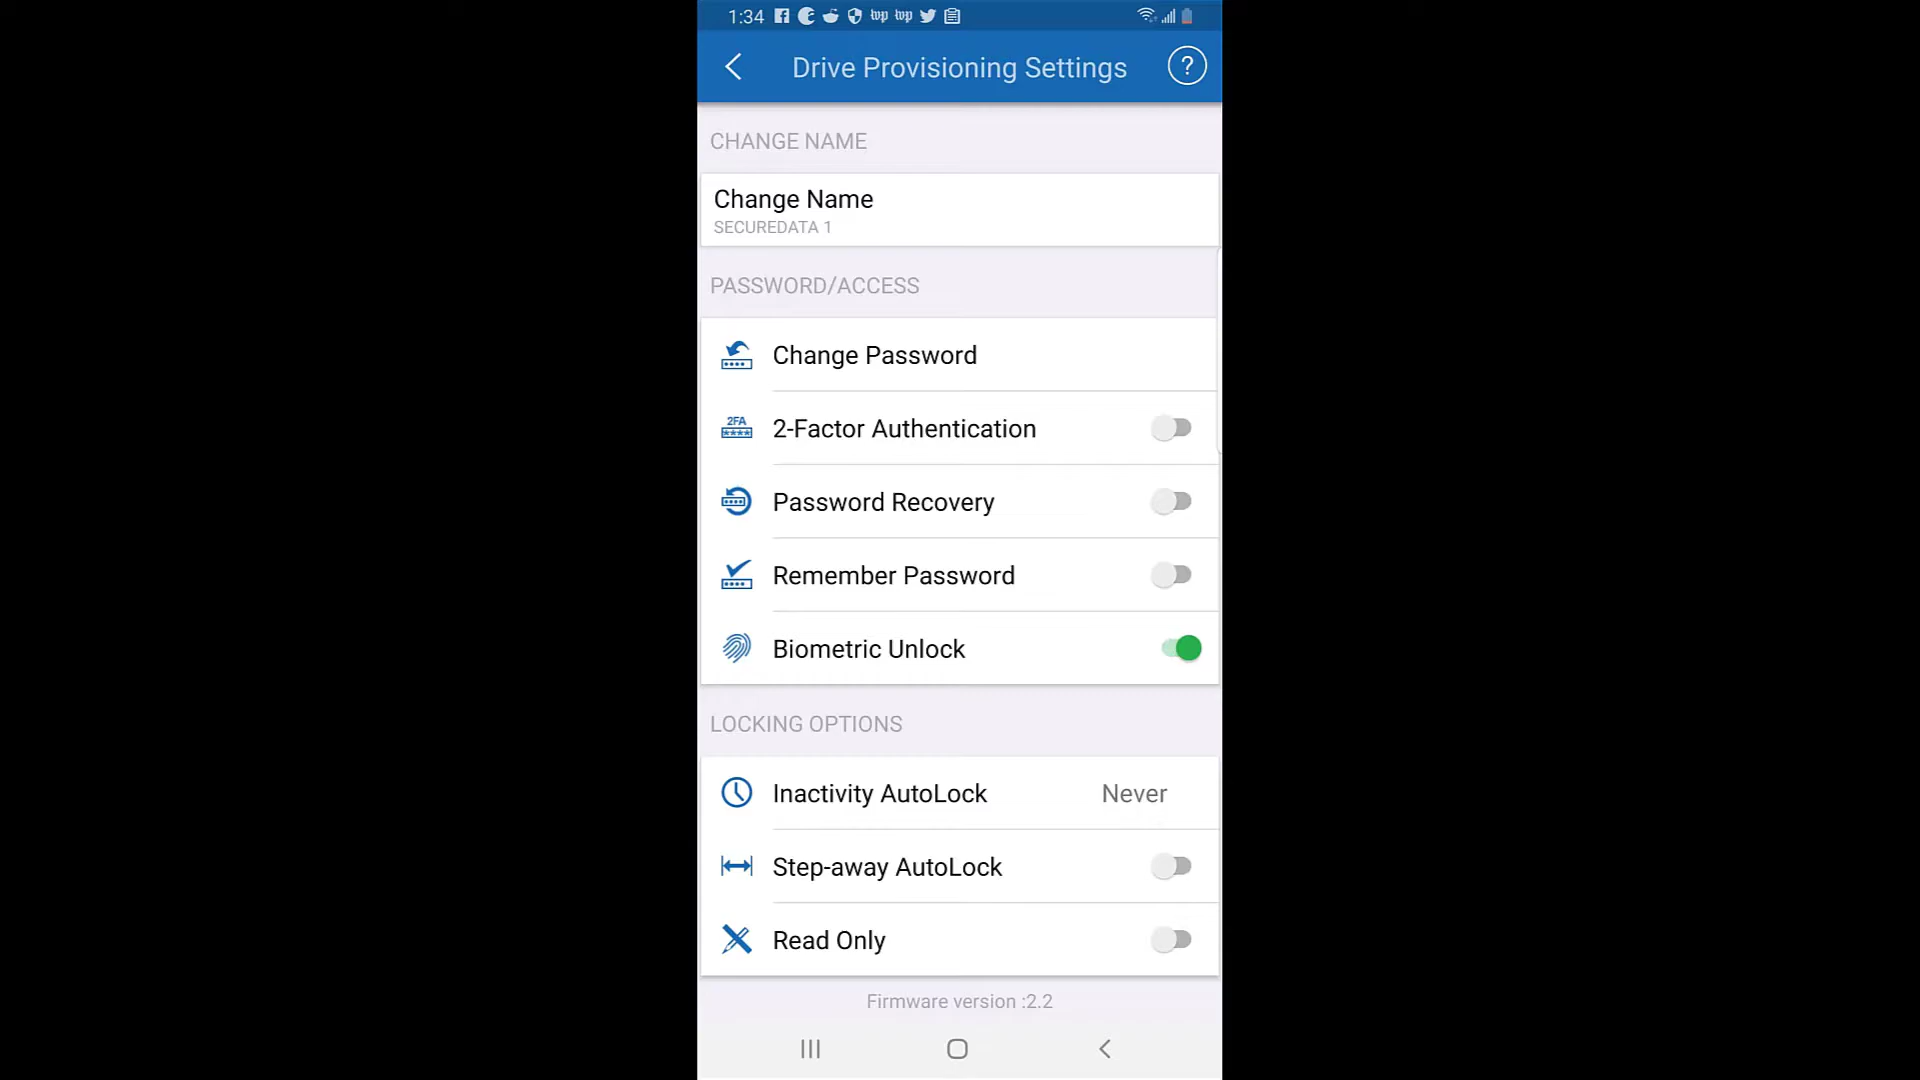 1:34
Drive Provisioning Settings
?
CHANGE NAME
Change Name
SECUREDATA 1
PASSWORD/ACCESS
Change Password
2FA
2-Factor Authentication
Password Recovery
Remember Password
Biometric Unlock
LOCKING OPTIONS
Inactivity AutoLock Never
Step-away AutoLock
Read Only
Firmware version :2.2